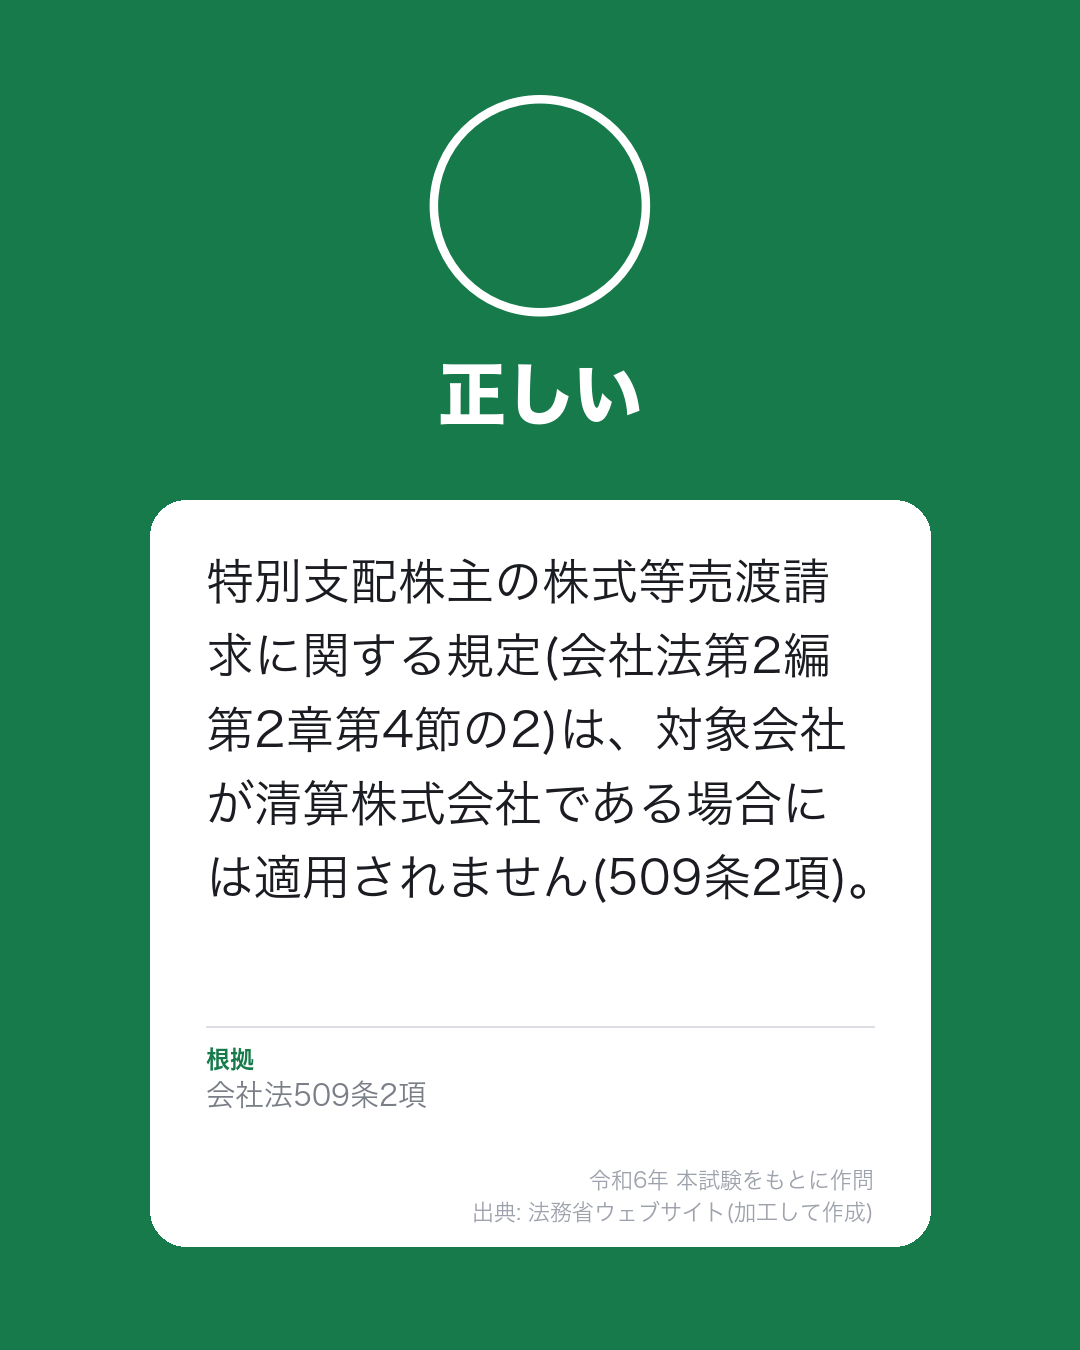 正しい
特別支配株主の株式等売渡請
求に関する規定(会社法第2編
第2章第4節の2)は、対象会社
が清算株式会社である場合に
は適用されません(509条2項)。
根拠
会社法509条2項
令和6年 本試験をもとに作問
出典: 法務省ウェブサイト(加工して作成)